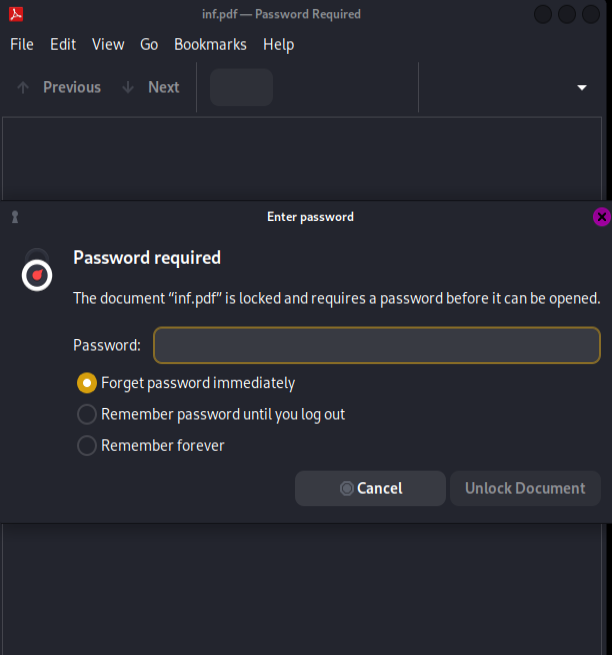 inf.pdf — Password Required
File Edit View Go Bookmarks Help
Previous Next
Enter password
Password required
The document “inf.pdf” is locked and requires a password before it can be opened.
Password:
Forget password immediately
Remember password until you log out
Remember forever
Cancel Unlock Document